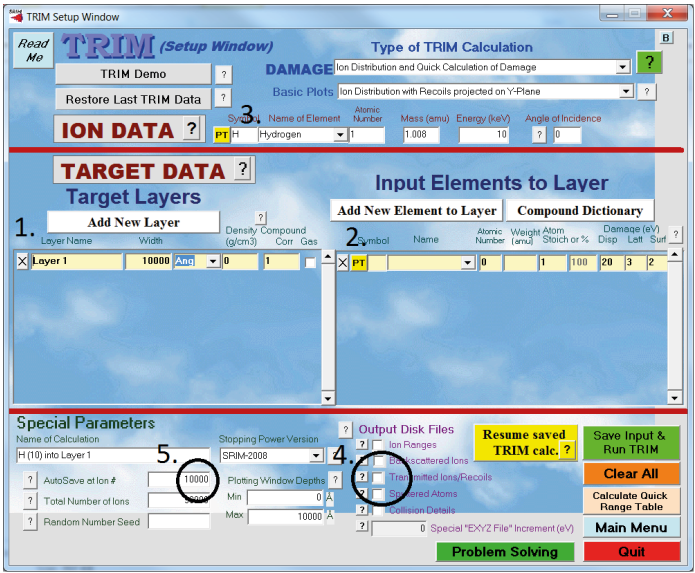 TRIM Setup Window
Read Me
TRIM (Setup Window)
Type of TRIM Calculation
B
TRIM Demo ?
DAMAGE Ion Distribution and Quick Calculation of Damage ?
Restore Last TRIM Data ?
Basic Plots Ion Distribution with Recoils projected on Y-Plane ?
3.
Symbol Name of Element Atomic Number Mass (amu) Energy (keV) Angle of Incidence
ION DATA ?
PT H Hydrogen 1 1.008 10 ? 0
TARGET DATA ?
Target Layers
Input Elements to Layer
1.
Add New Layer ?
Add New Element to Layer Compound Dictionary
Layer Name Width Density (g/cm3) Compound Corr Gas
2.
Symbol Name Atomic Number Weight (amu) Atom Stoich or % Damage (eV) Disp Latt Surf ?
X Layer 1 10000 Ang 0 1
X PT 0 1 100 20 3 2
Special Parameters
Name of Calculation
H (10) into Layer 1
5.
Stopping Power Version
SRIM-2008 ?
? AutoSave at Ion # 10000
? Total Number of Ions
? Random Number Seed
Plotting Window Depths ?
Min 0 Å
Max 10000 Å
4.
? Output Disk Files
? Ion Ranges
? Backscattered Ions
? Transmitted Ions/Recoils
? Sputtered Atoms
? Collision Details
? 0 Special "EXYZ File" Increment (eV)
Resume saved TRIM calc. ?
Save Input & Run TRIM
Clear All
Calculate Quick Range Table
Main Menu
Problem Solving
Quit